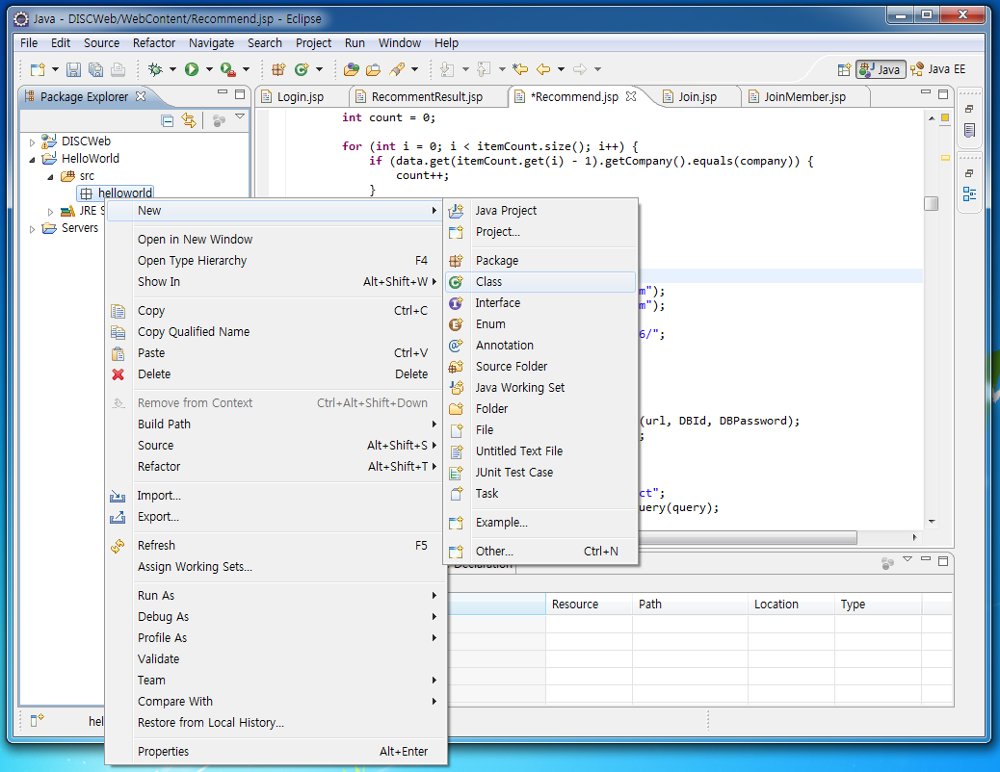 Java - DISCWeb/WebContent/Recommend.jsp - Eclipse
File Edit Source Refactor Navigate Search Project Run Window Help
Java Java EE
Package Explorer
Login.jsp RecommentResult.jsp *Recommend.jsp Join.jsp JoinMember.jsp
DISCWeb
HelloWorld
src
helloworld
JRE S
Servers
int count = 0;
for (int i = 0; i < itemCount.size(); i++) {
if (data.get(itemCount.get(i) - 1).getCompany().equals(company)) {
count++;
}
m");
m");
6/";
(url, DBId, DBPassword);
;
ct";
uery(query);
New
Open in New Window
Open Type Hierarchy F4
Show In Alt+Shift+W
Copy Ctrl+C
Copy Qualified Name
Paste Ctrl+V
Delete Delete
Remove from Context Ctrl+Alt+Shift+Down
Build Path
Source Alt+Shift+S
Refactor Alt+Shift+T
Import...
Export...
Refresh F5
Assign Working Sets...
Run As
Debug As
Profile As
Validate
Team
Compare With
Restore from Local History...
Properties Alt+Enter
Java Project
Project...
Package
Class
Interface
Enum
Annotation
Source Folder
Java Working Set
Folder
File
Untitled Text File
JUnit Test Case
Task
Example...
Other... Ctrl+N
Declaration
Resource Path Location Type
hel